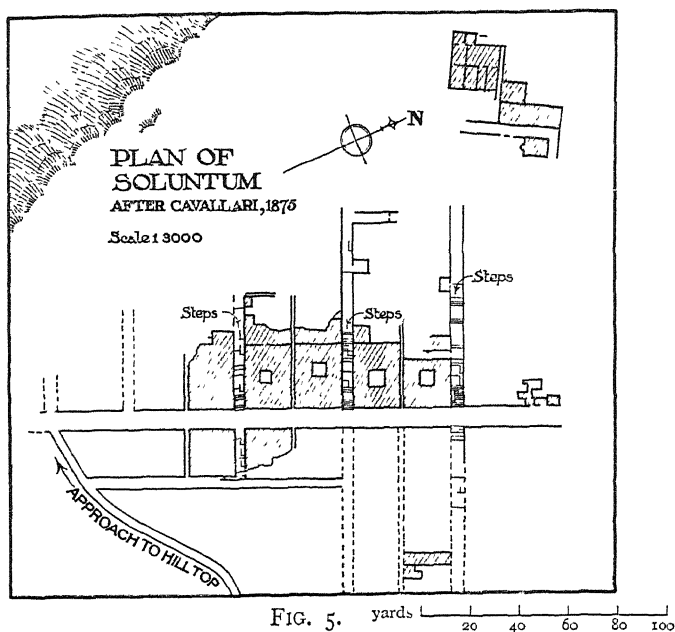 N
PLAN OF
SOLUNTUM
AFTER CAVALLARI, 1875
Scale 1 3000
Steps
Steps
Steps
APPROACH TO HILL TOP
FIG. 5.
yards
20 40 60 80 100